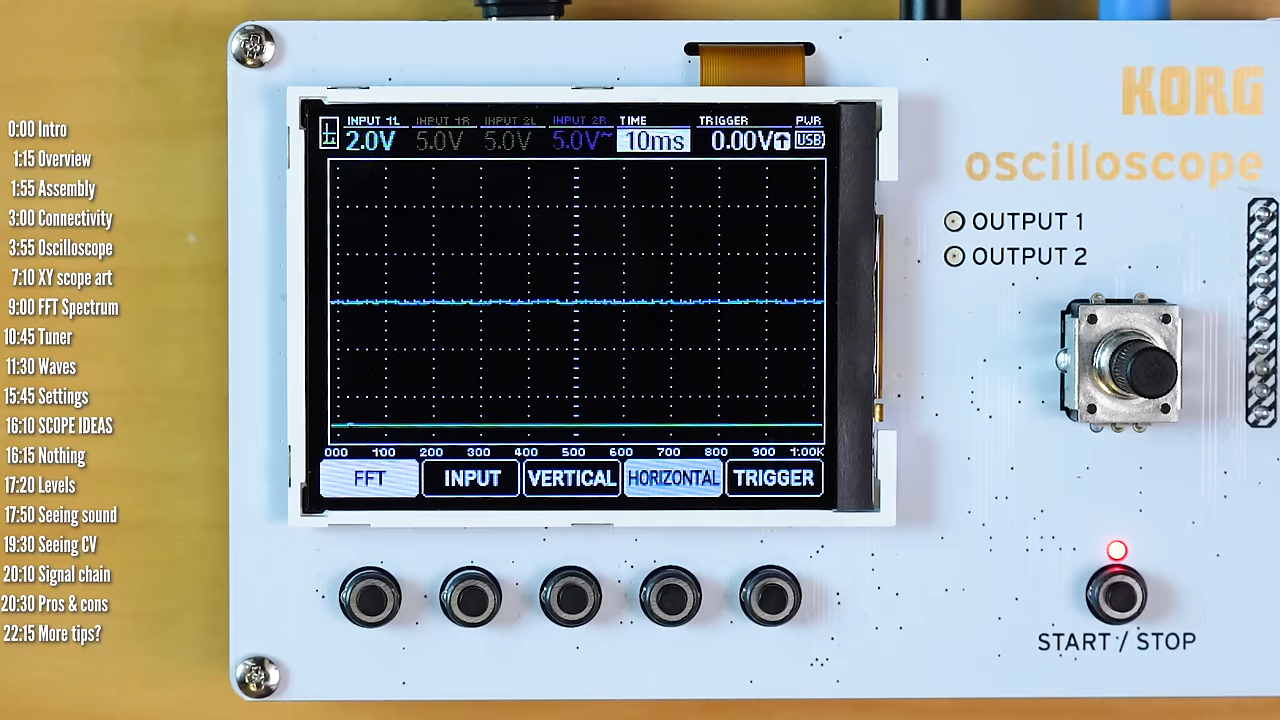 0:00 Intro
1:15 Overview
1:55 Assembly
3:00 Connectivity
3:55 Oscilloscope
7:10 XY scope art
9:00 FFT Spectrum
10:45 Tuner
11:30 Waves
15:45 Settings
16:10 SCOPE IDEAS
16:15 Nothing
17:20 Levels
17:50 Seeing sound
19:30 Seeing CV
20:10 Signal chain
20:30 Pros & cons
22:15 More tips?
INPUT 1L INPUT 1R INPUT 2L INPUT 2R TIME TRIGGER PWR
2.0V 5.0V 5.0V 5.0V~ 10ms 0.00V USB
000 100 200 300 400 500 600 700 800 900 1.00K
FFT INPUT VERTICAL HORIZONTAL TRIGGER
KORG
oscilloscope
OUTPUT 1
OUTPUT 2
START / STOP